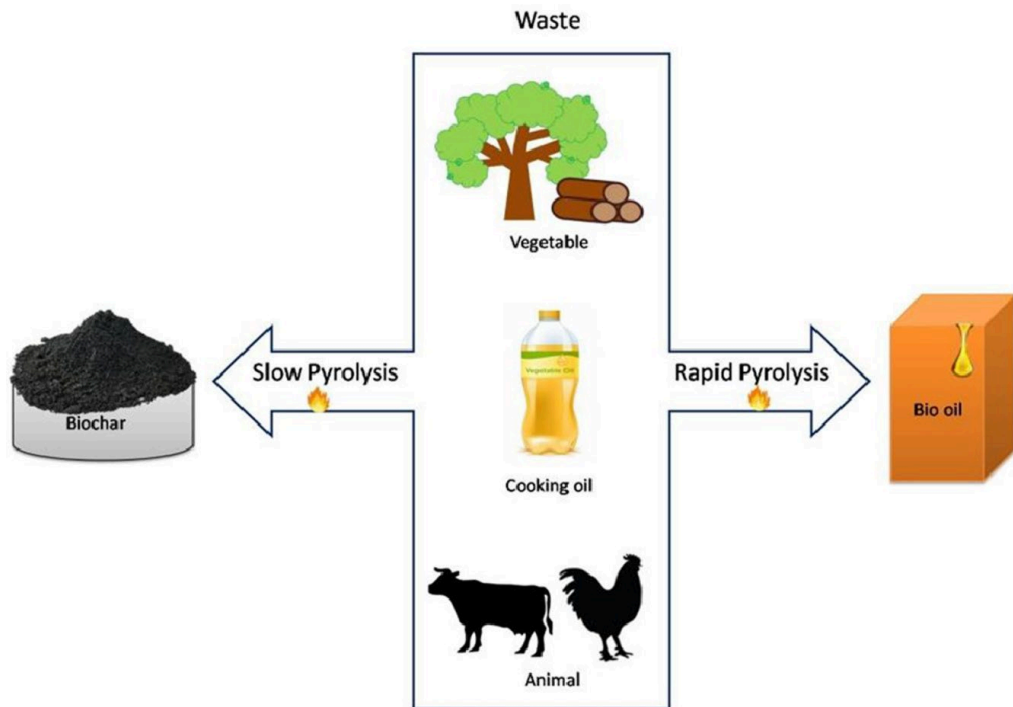 Waste
Vegetable
Slow Pyrolysis
Rapid Pyrolysis
Vegetable Oil
Biochar
Bio oil
Cooking oil
Animal